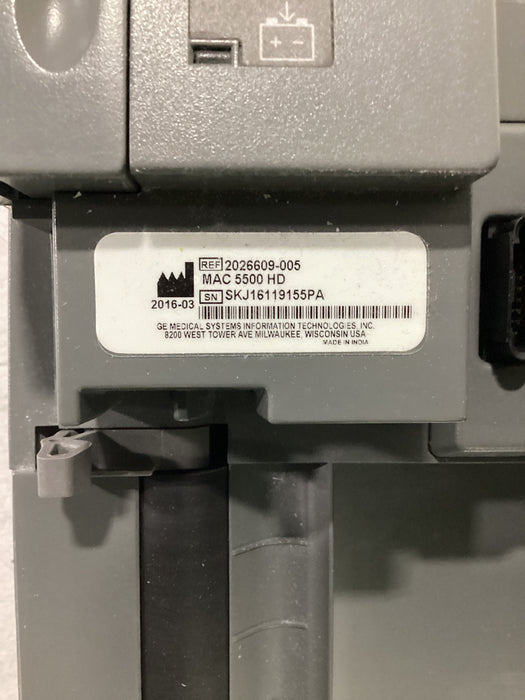 REF 2026609-005
MAC 5500 HD
2016-03 SN SKJ16119155PA
GE MEDICAL SYSTEMS INFORMATION TECHNOLOGIES, INC.
8200 WEST TOWER AVE MILWAUKEE, WISCONSIN USA
MADE IN INDIA